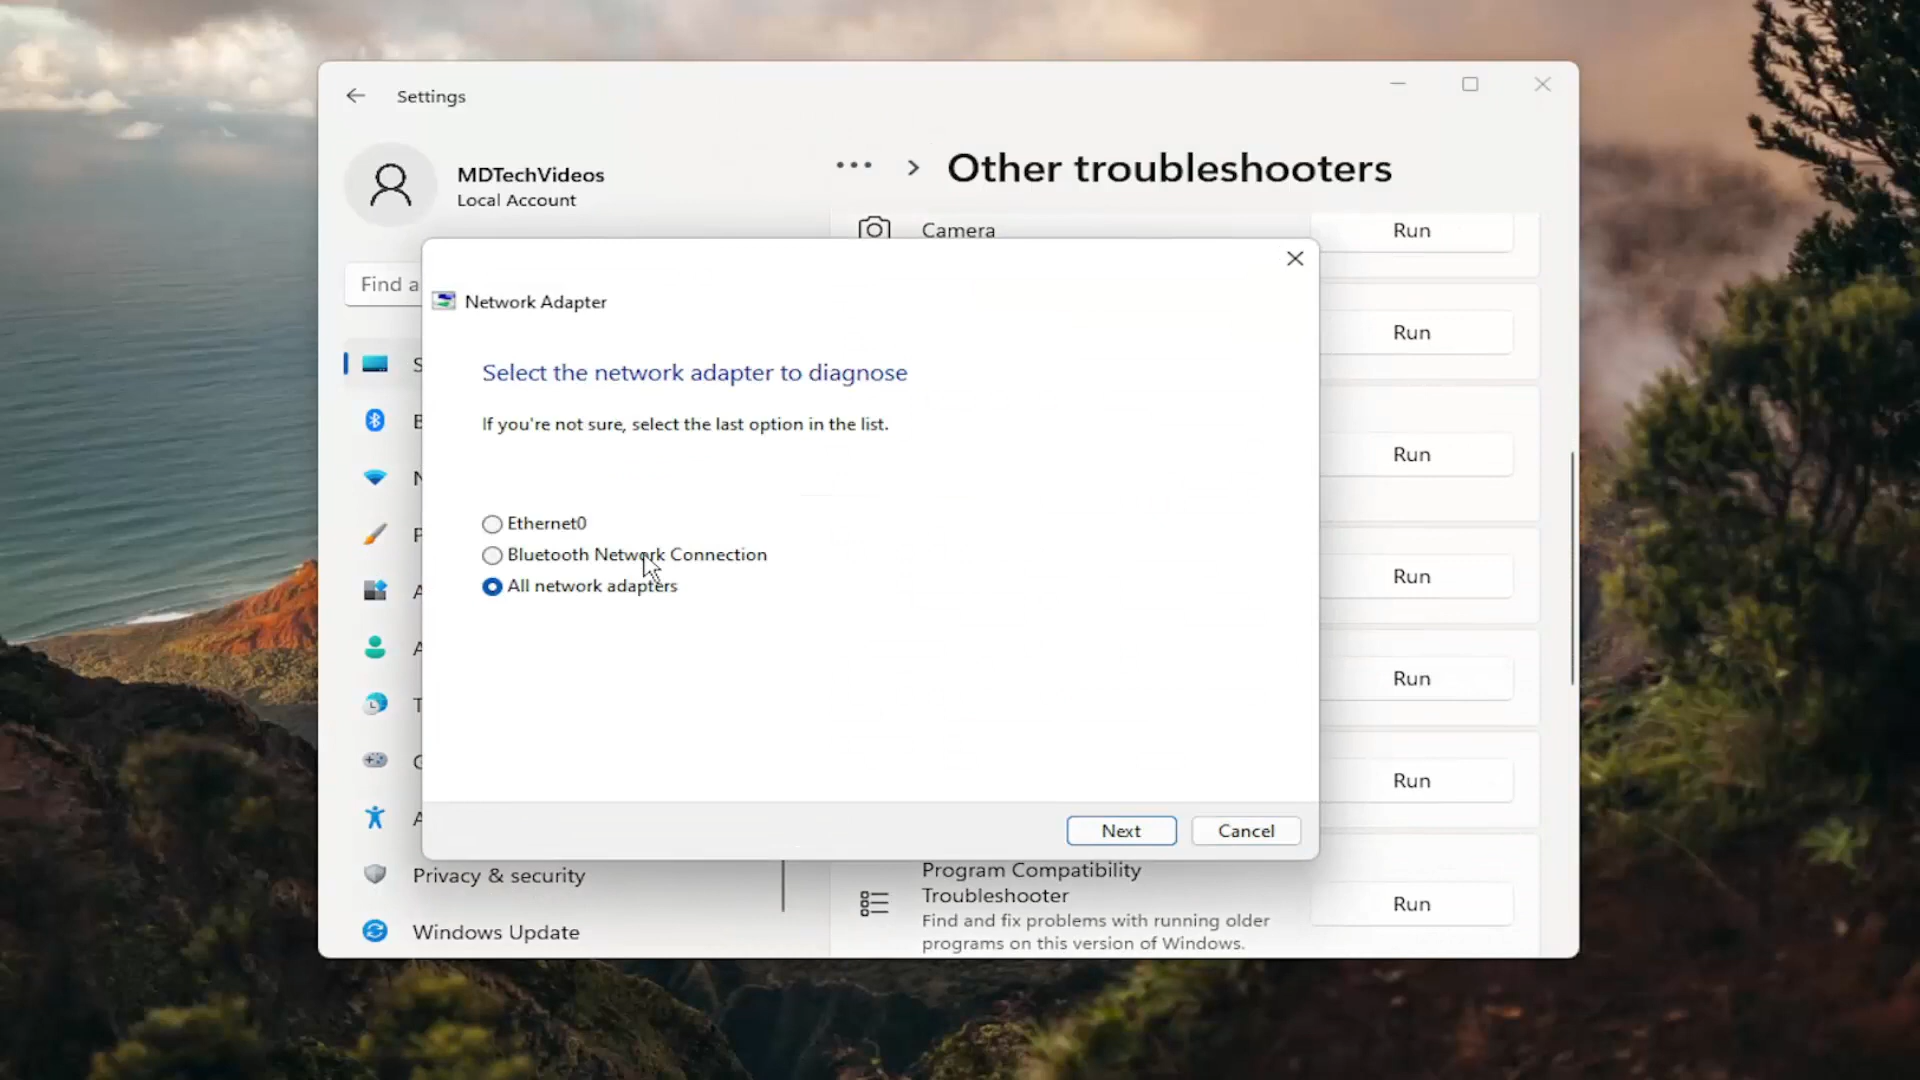 Settings
MDTechVideos
Local Account
Find a
••• > Other troubleshooters
Camera
Run
Network Adapter
Select the network adapter to diagnose
If you're not sure, select the last option in the list.
Ethernet0
Bluetooth Network Connection
All network adapters
Next
Cancel
Run
Run
Run
Run
Run
S
B
N
P
A
A
T
G
A
Privacy & security
Windows Update
Program Compatibility
Troubleshooter
Find and fix problems with running older
programs on this version of Windows.
Run